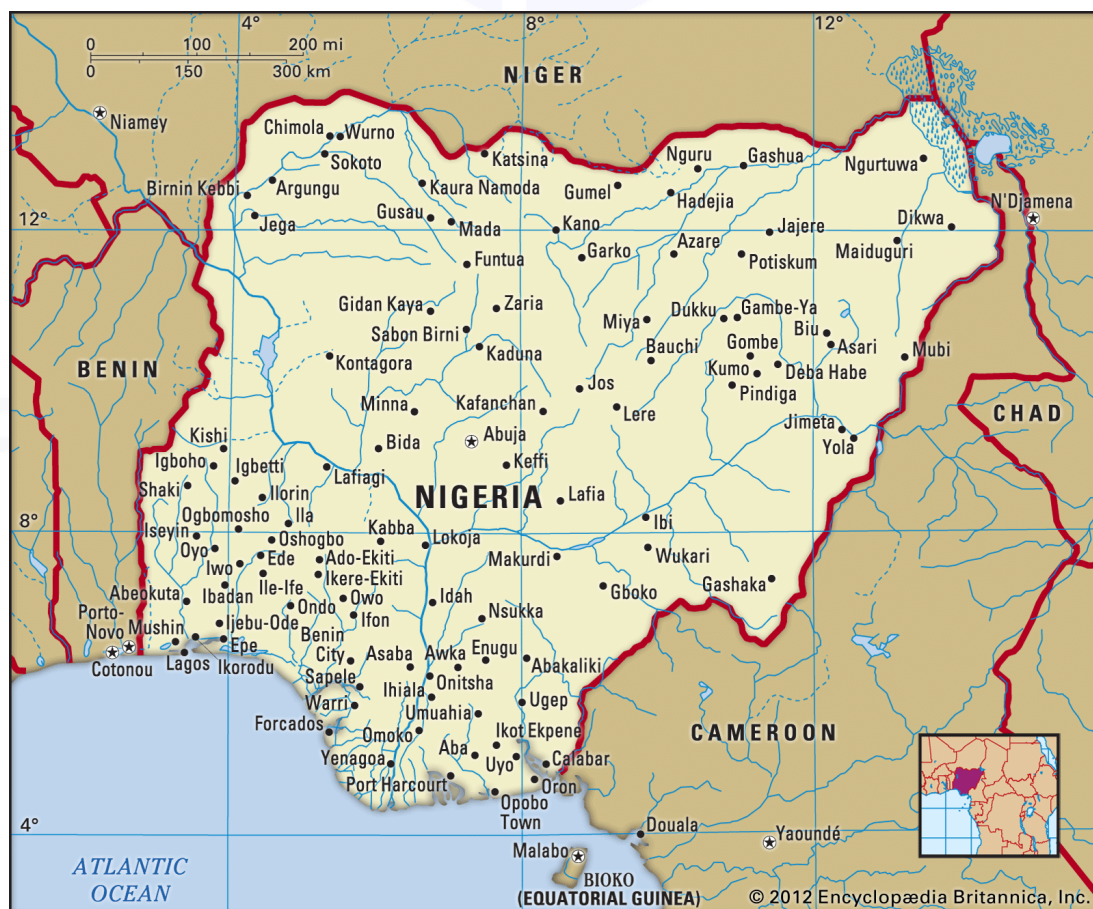 4°
8°
12°
0 100 200 mi
0 150 300 km
NIGER
Niamey
Chimola
Wurno
Sokoto
Katsina
Nguru
Gashua
Ngurtuwa
Birnin Kebbi
Argungu
Kaura Namoda
Gumel
Hadejia
N'Djamena
12°
Jega
Gusau
Mada
Kano
Jajere
Dikwa
Funtua
Garko
Azare
Potiskum
Maiduguri
Gidan Kaya
Zaria
Miya
Dukku
Gambe-Ya
Sabon Birni
Biu
Kaduna
Gombe
Asari
Mubi
BENIN
Kontagora
Bauchi
Kumo
Deba Habe
Jos
Pindiga
CHAD
Minna
Kafanchan
Lere
Jimeta
Kishi
Bida
Abuja
Yola
Igboho
Igbetti
Lafiagi
Keffi
Shaki
Ilorin
NIGERIA
Lafia
Ogbomosho
Ila
Ibi
8°
Iseyin
Oshogbo
Kabba
Lokoja
Oyo
Ede
Ado-Ekiti
Makurdi
Wukari
Iwo
Ikere-Ekiti
Gashaka
Abeokuta
Ibadan
Ile-Ife
Owo
Idah
Gboko
Porto-
Novo
Mushin
Ijebu-Ode
Ondo
Ifon
Nsukka
Cotonou
Lagos
Epe
Ikorodu
Benin
City
Asaba
Awka
Enugu
Abakaliki
Sapele
Ihiala
Onitsha
Warri
Umuahia
Ugep
Forcados
Omoko
Ikot Ekpene
CAMEROON
Yenagoa
Aba
Uyo
Calabar
Port Harcourt
Oron
Opobo
Town
4°
Douala
Yaoundé
Malabo
ATLANTIC
OCEAN
BIOKO
(EQUATORIAL GUINEA)
© 2012 Encyclopædia Britannica, Inc.